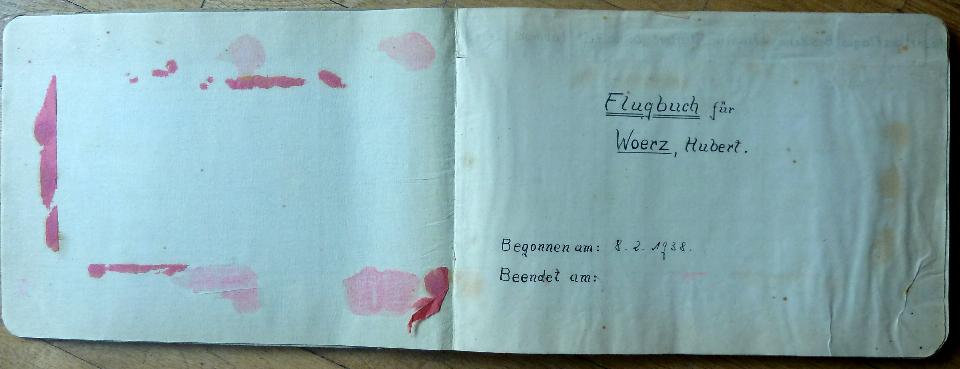 Flugbuch für
Woerz, Hubert.
Begonnen am: 8.2.1938.
Beendet am: